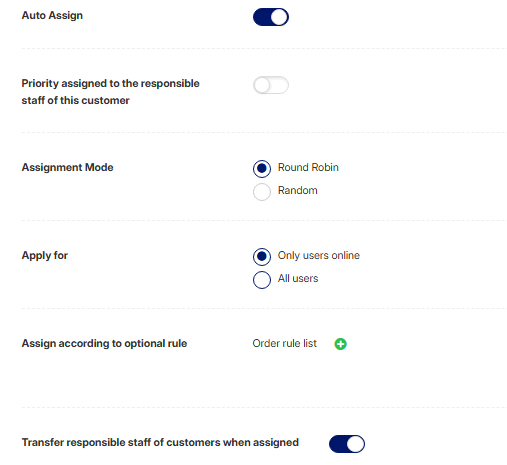 Auto Assign
Priority assigned to the responsible
staff of this customer
Assignment Mode
Round Robin
Random
Apply for
Only users online
All users
Assign according to optional rule
Order rule list
Transfer responsible staff of customers when assigned